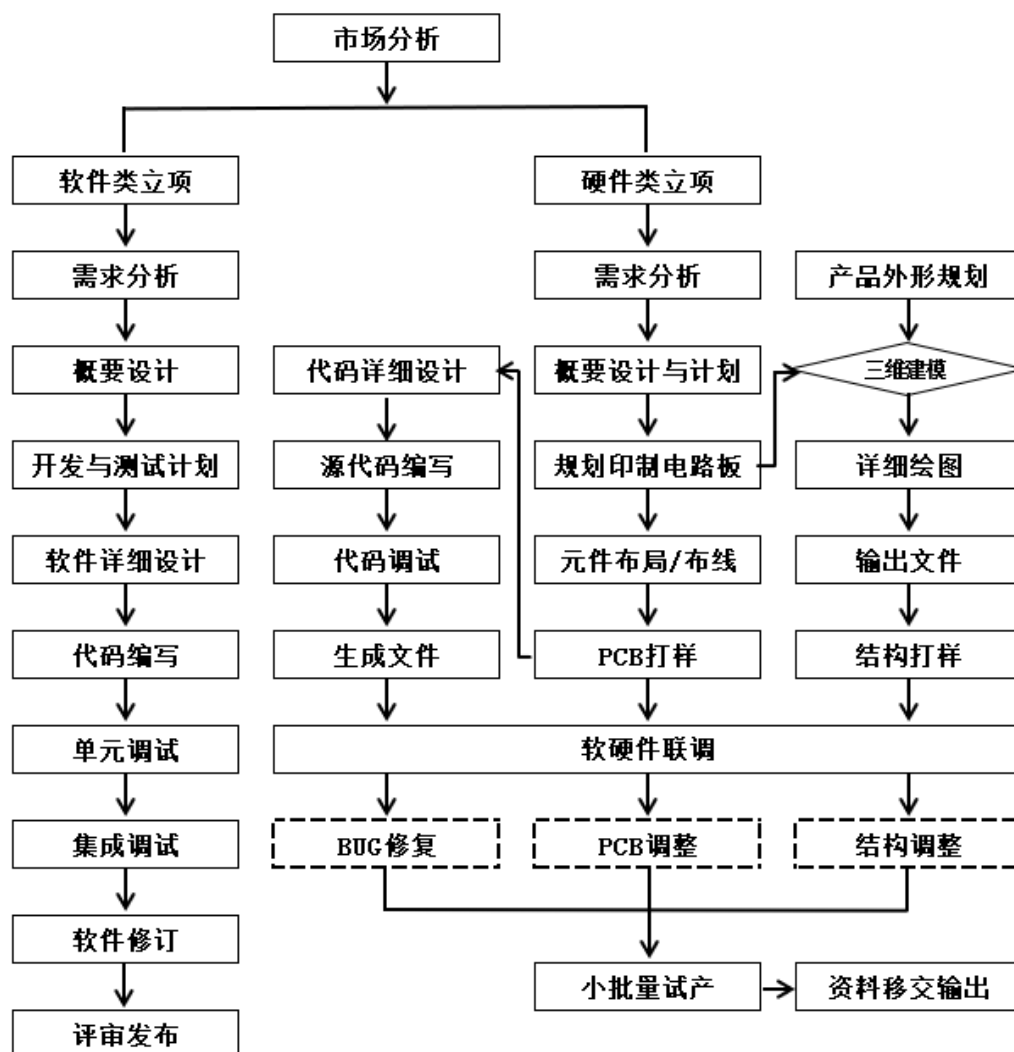 市场分析
软件类立项
硬件类立项
需求分析
需求分析
产品外形规划
概要设计
代码详细设计
概要设计与计划
三维建模
开发与测试计划
源代码编写
规划印制电路板
详细绘图
软件详细设计
代码调试
元件布局/布线
输出文件
代码编写
生成文件
PCB打样
结构打样
单元调试
软硬件联调
集成调试
BUG修复
PCB调整
结构调整
软件修订
小批量试产
资料移交输出
评审发布